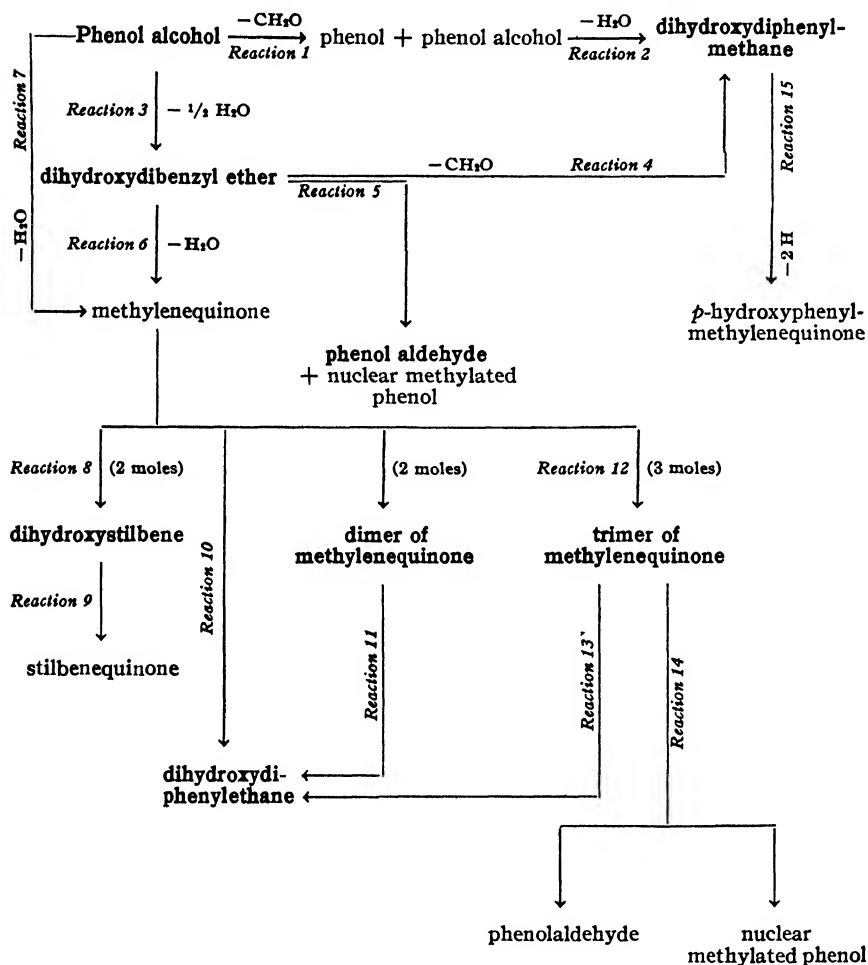 −CH₂O
−H₂O
Phenol alcohol → phenol + phenol alcohol → dihydroxydiphenyl-
Reaction 1
Reaction 2
methane
Reaction 7
−H₂O
Reaction 3
− ½ H₂O
Reaction 15
−2 H
−CH₂O
Reaction 4
dihydroxydibenzyl ether
Reaction 5
Reaction 6
−H₂O
methylenequinone
p-hydroxyphenyl-
methylenequinone
phenol aldehyde
+ nuclear methylated
phenol
Reaction 8
(2 moles)
Reaction 10
(2 moles)
Reaction 12
(3 moles)
dihydroxystilbene
dimer of
methylenequinone
trimer of
methylenequinone
Reaction 9
stilbenequinone
Reaction 11
Reaction 13
Reaction 14
dihydroxydi-
phenylethane
phenolaldehyde
nuclear
methylated phenol